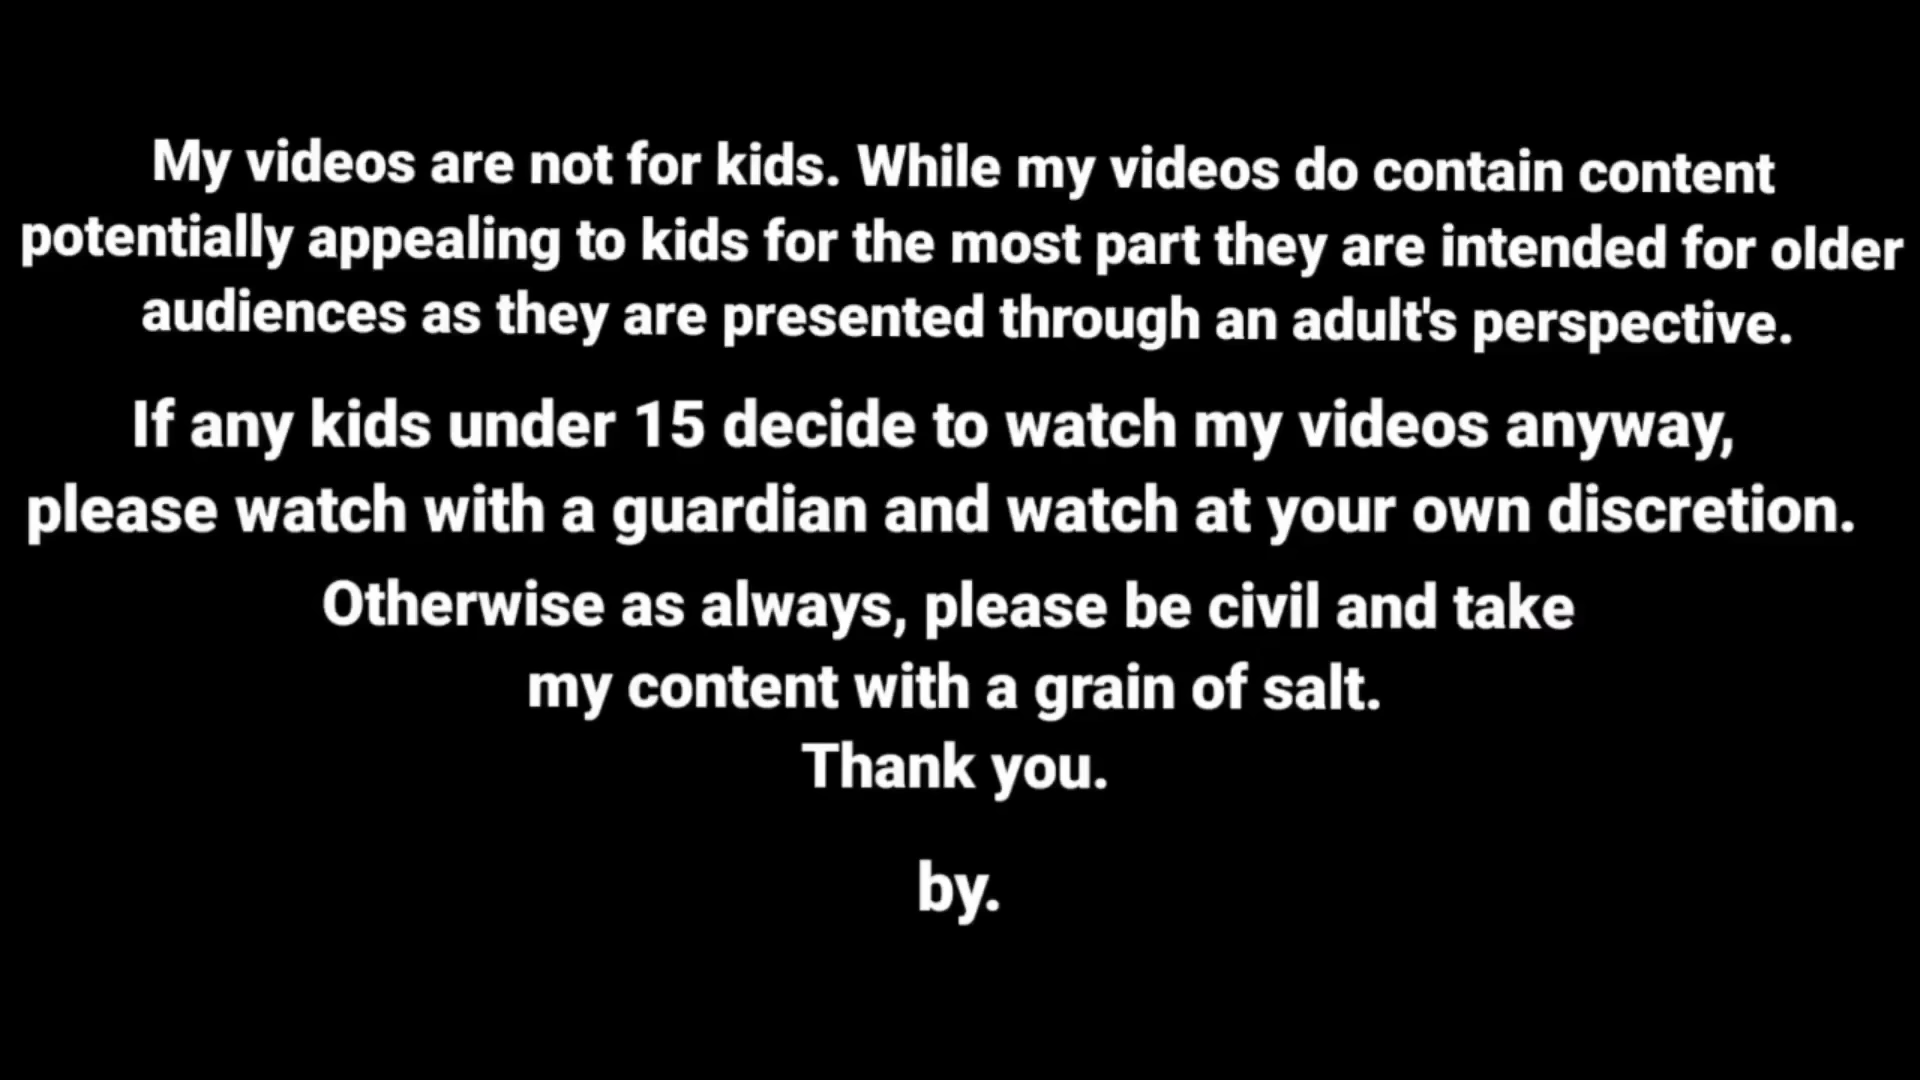 My videos are not for kids. While my videos do contain content
potentially appealing to kids for the most part they are intended for older
audiences as they are presented through an adult's perspective.
If any kids under 15 decide to watch my videos anyway,
please watch with a guardian and watch at your own discretion.
Otherwise as always, please be civil and take
my content with a grain of salt.
Thank you.
by.